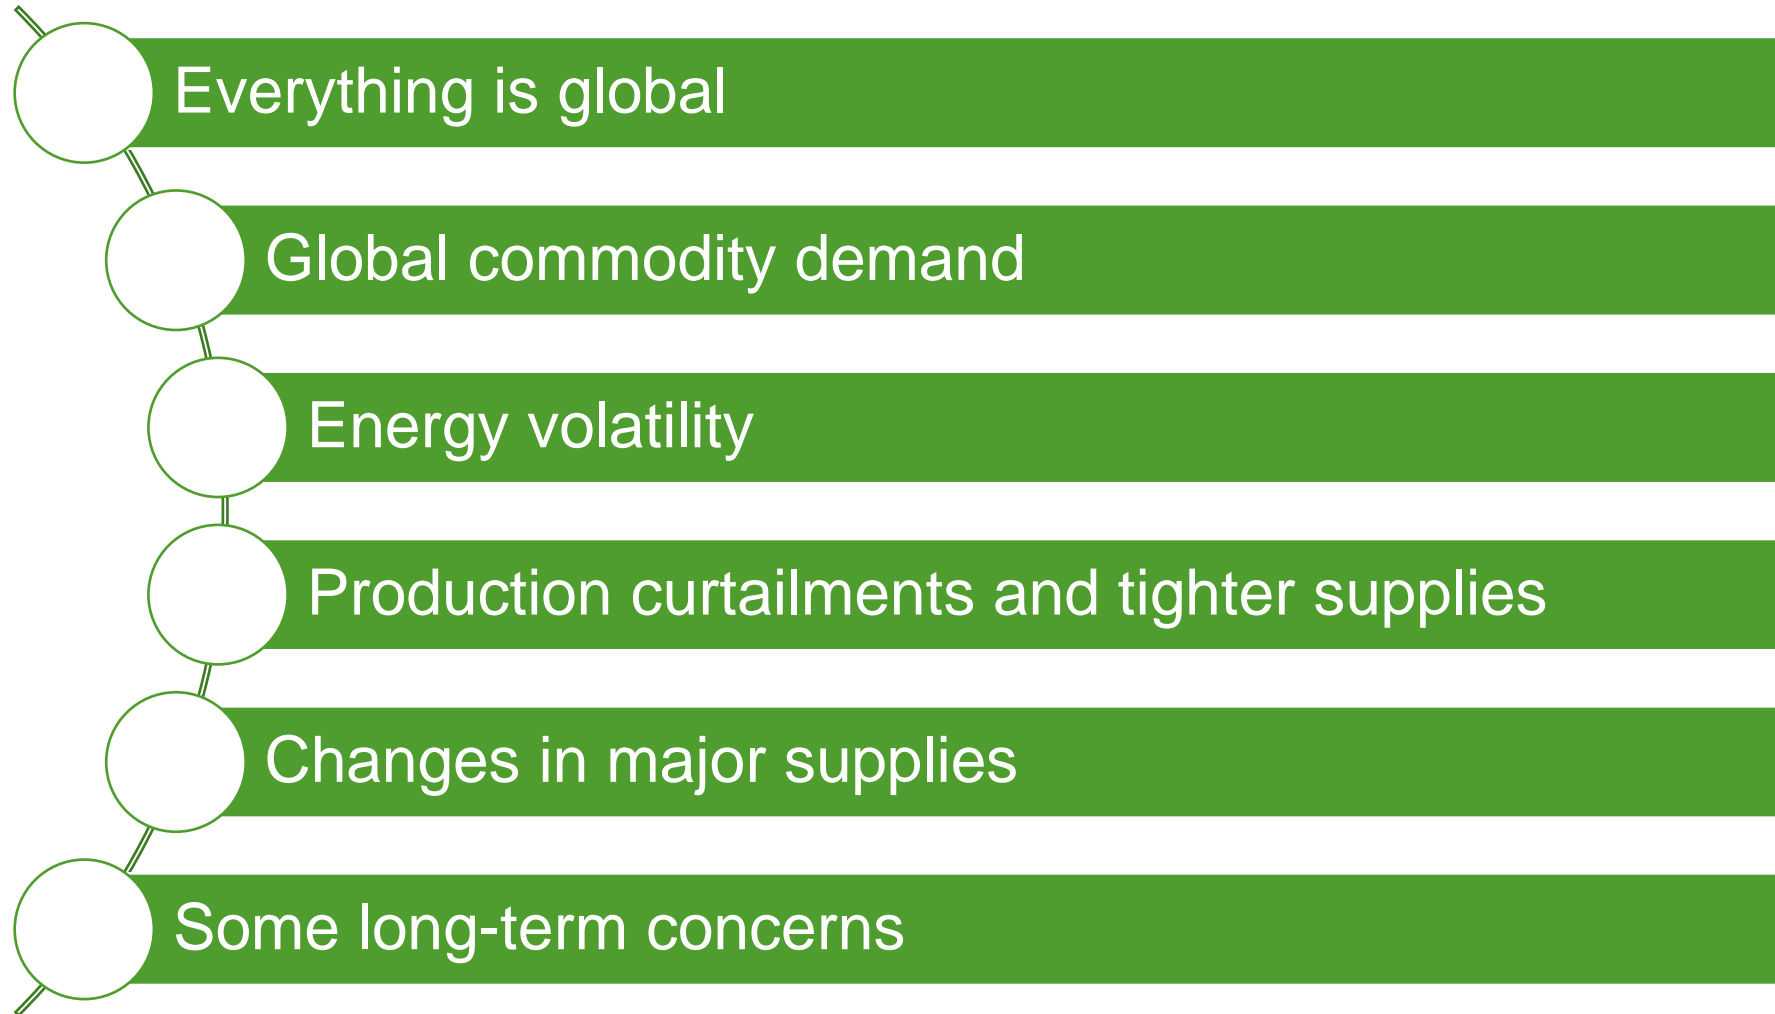 Everything is global
Global commodity demand
Energy volatility
Production curtailments and tighter supplies
Changes in major supplies
Some long-term concerns